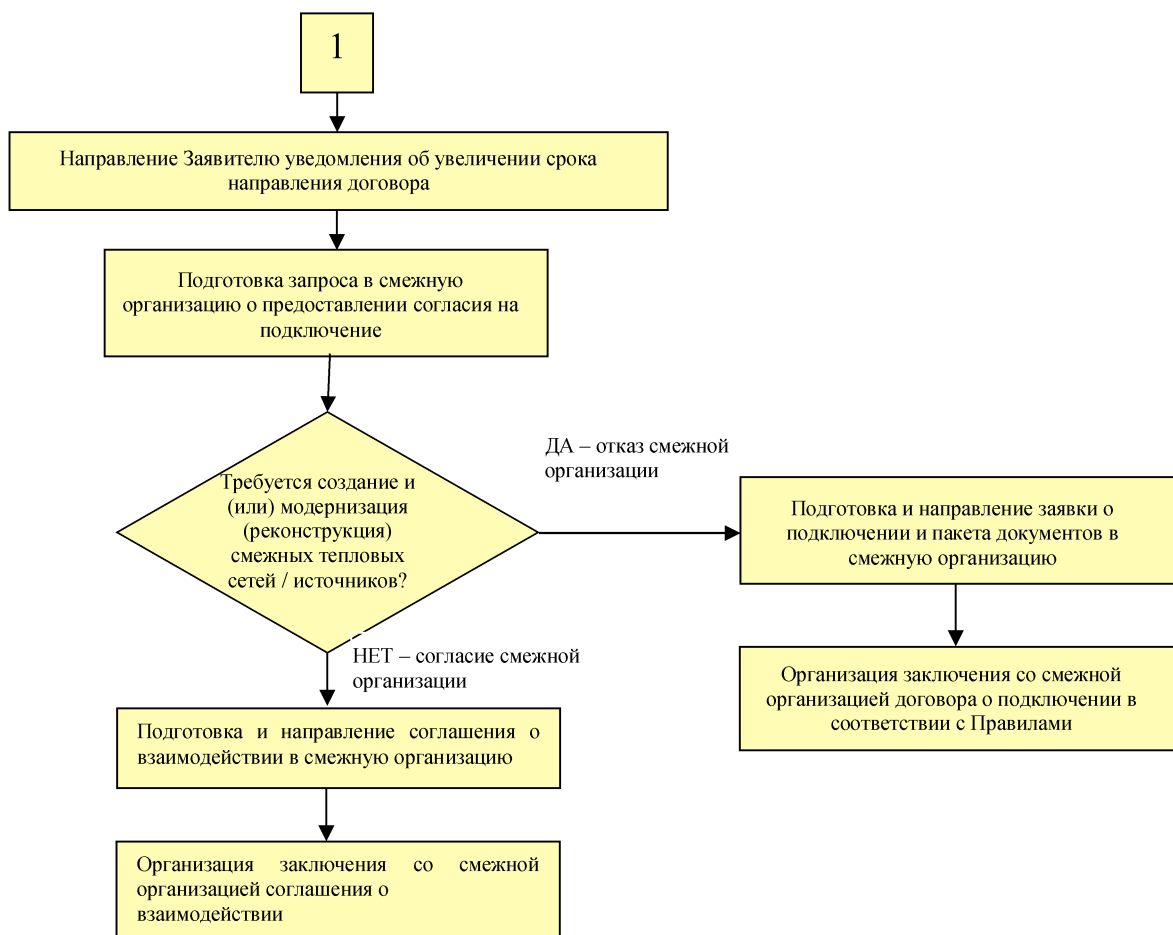 1
Направление Заявителю уведомления об увеличении срока
направления договора
Подготовка запроса в смежную
организацию о предоставлении согласия на
подключение
Требуется создание и
(или) модернизация
(реконструкция)
смежных тепловых
сетей / источников?
ДА – отказ смежной
организации
Подготовка и направление заявки о
подключении и пакета документов в
смежную организацию
Организация заключения со смежной
организацией договора о подключении в
соответствии с Правилами
НЕТ – согласие смежной
организации
Подготовка и направление соглашения о
взаимодействии в смежную организацию
Организация заключения со смежной
организацией соглашения о
взаимодействии